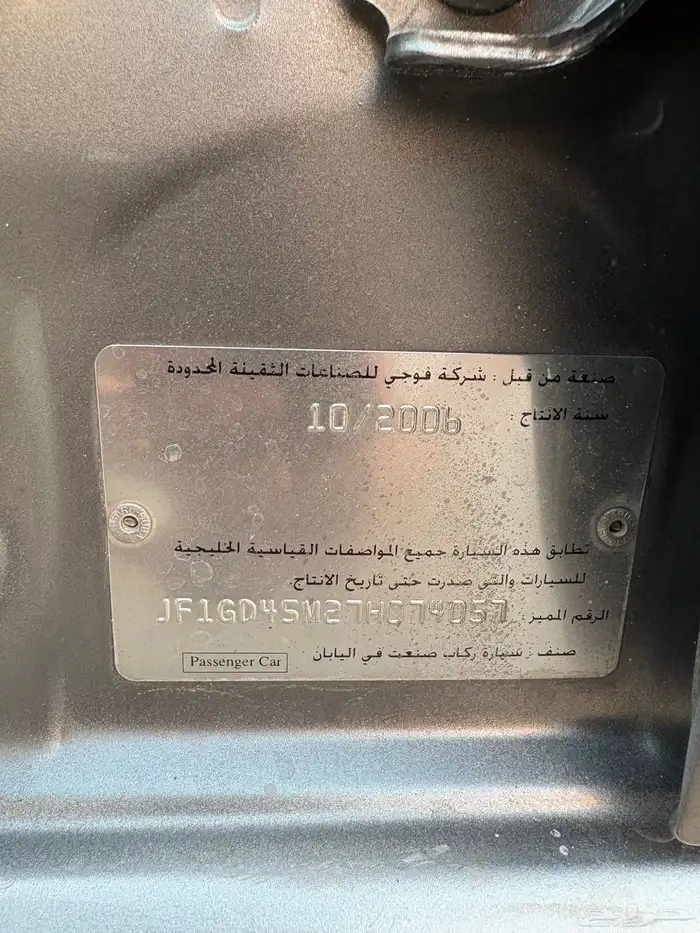 صنعة من قبل : شركة فوجي للصناعات الثقيلة المحدودة
سنة الانتاج : 10/2006
تطابق هذه السيارة جميع المواصفات القياسية الخليجية
للسيارات والتي صدرت حتى تاريخ الانتاج.
الرقم المميز : JF1GD45M27HC74057
صنف : سيارة ركاب صنعت في اليابان Passenger Car
حراج